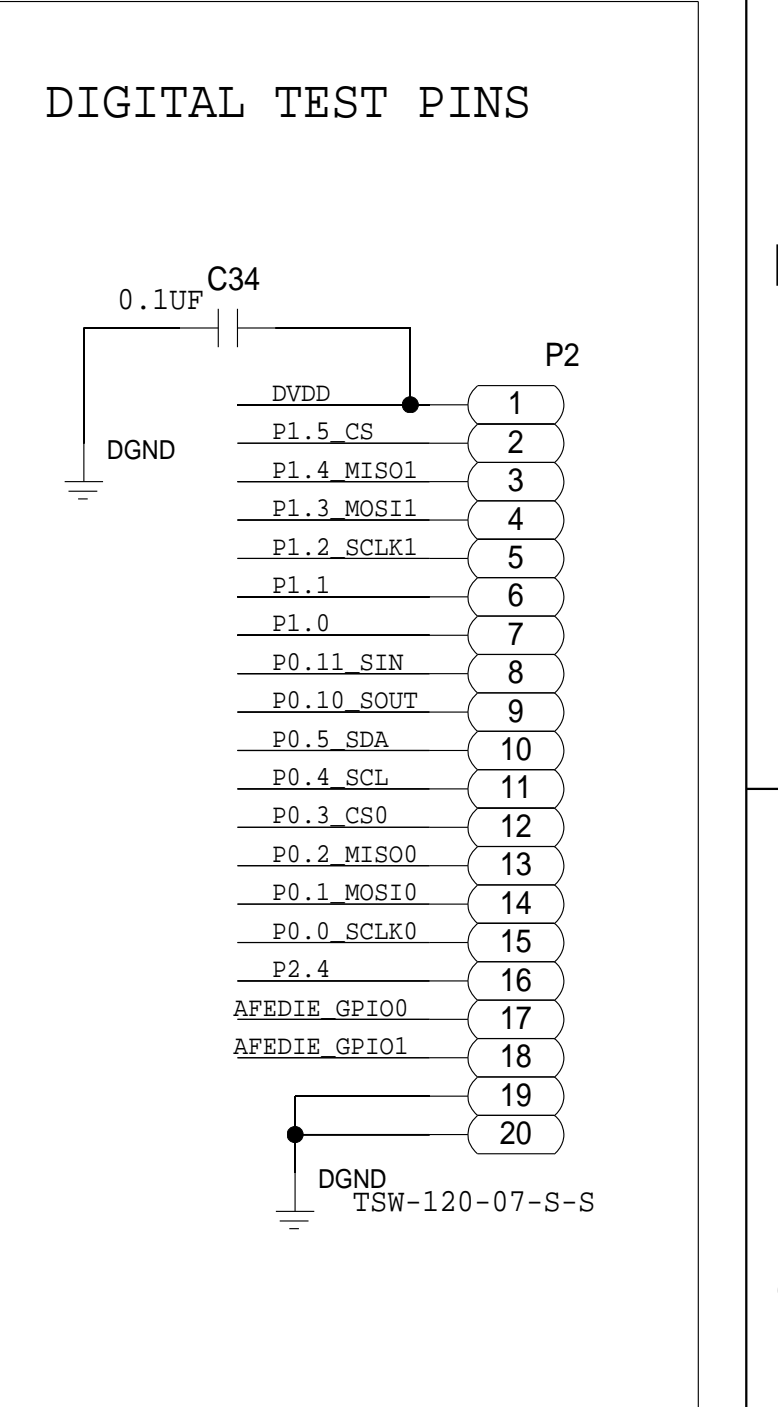 DIGITAL TEST PINS
C34
0.1UF
P2
DVDD 1
DGND
P1.5_CS 2
P1.4_MISO1 3
P1.3_MOSI1 4
P1.2_SCLK1 5
P1.1 6
P1.0 7
P0.11_SIN 8
P0.10_SOUT 9
P0.5_SDA 10
P0.4_SCL 11
P0.3_CS0 12
P0.2_MISO0 13
P0.1_MOSI0 14
P0.0_SCLK0 15
P2.4 16
AFEDIE_GPIO0 17
AFEDIE_GPIO1 18
19
20
DGND
TSW-120-07-S-S